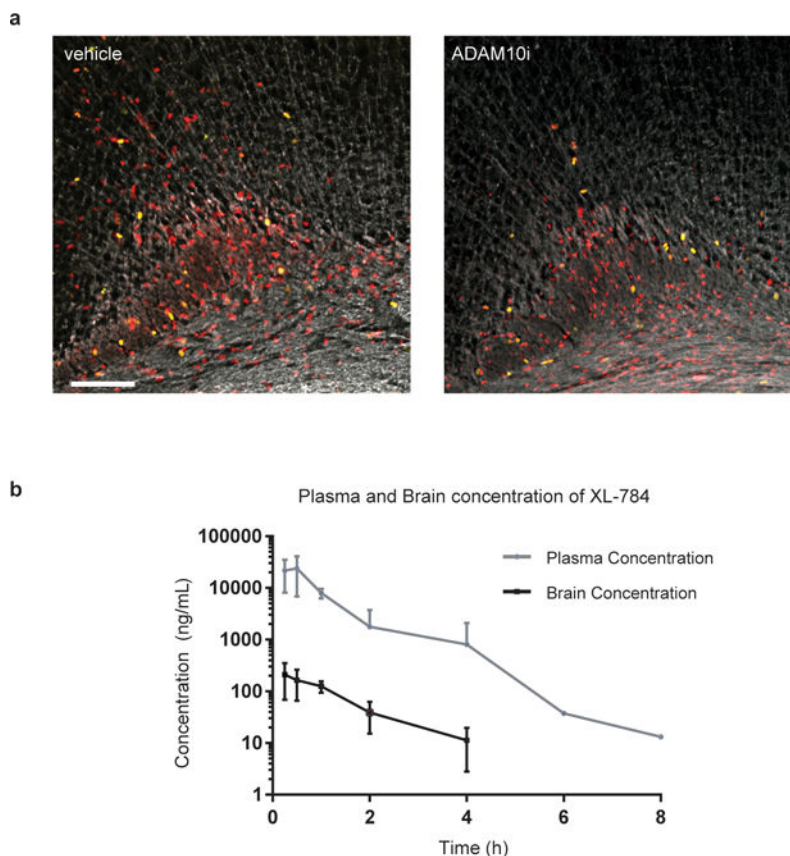 a
vehicle
ADAM10i
b
Plasma and Brain concentration of XL-784
100000
10000
1000
100
10
1
Concentration (ng/mL)
Plasma Concentration
Brain Concentration
0
2
4
6
8
Time (h)